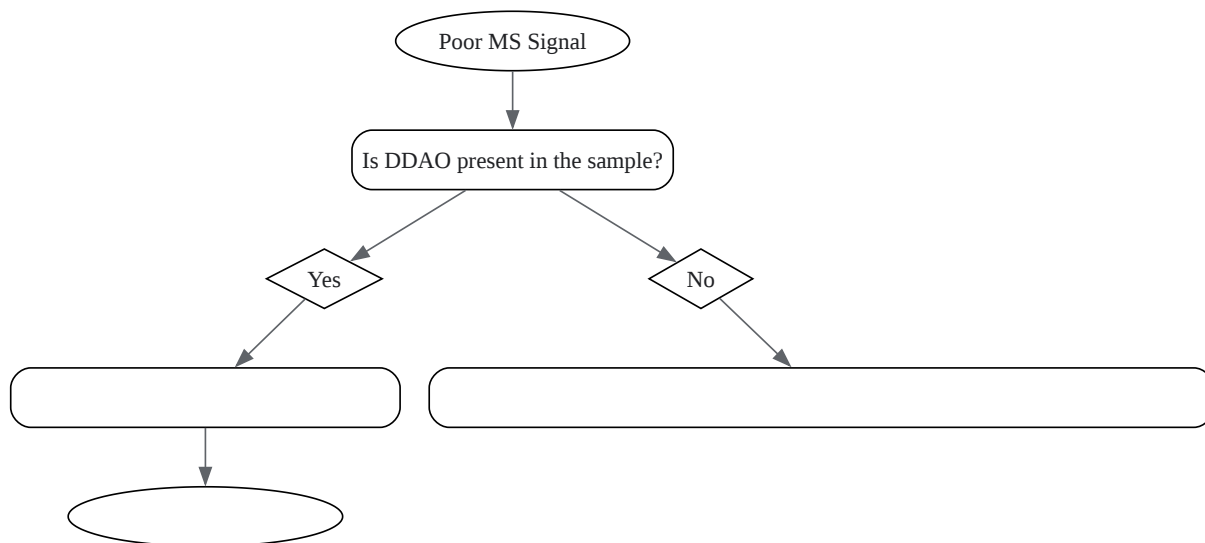 Poor MS Signal
Is DDAO present in the sample?
Yes
No